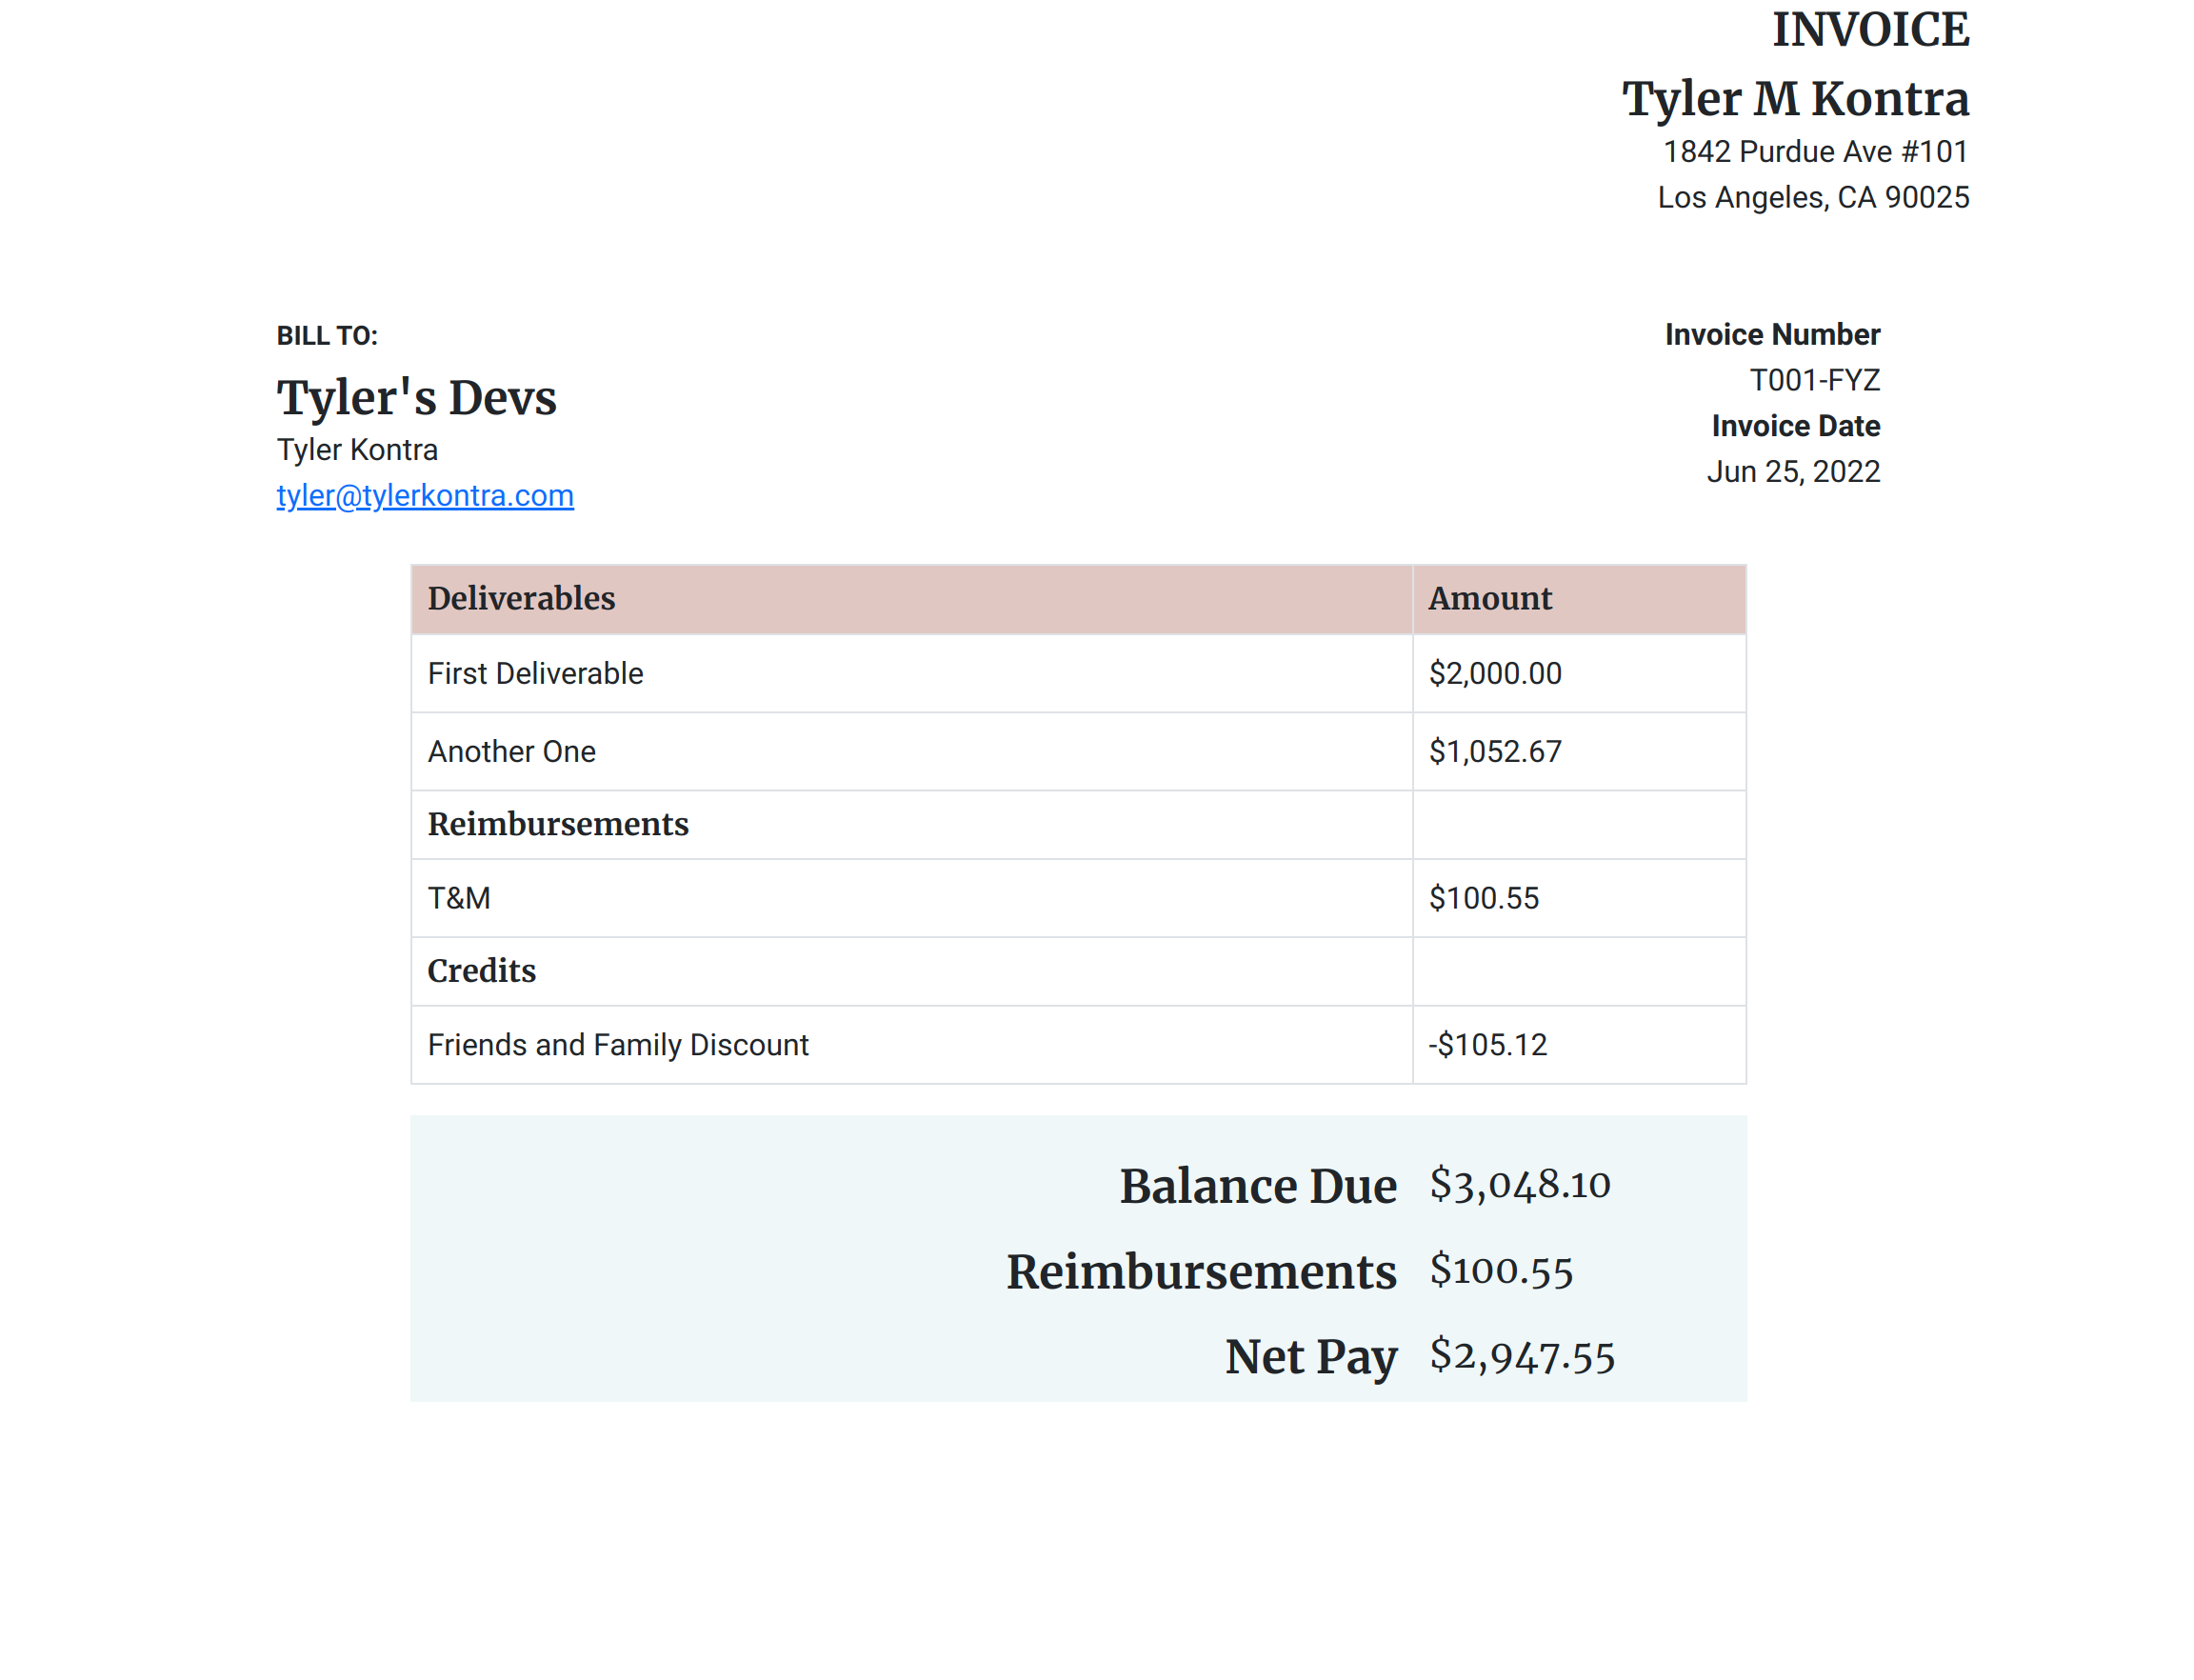 INVOICE
Tyler M Kontra
1842 Purdue Ave #101
Los Angeles, CA 90025
BILL TO:
Tyler's Devs
Tyler Kontra
tyler@tylerkontra.com
Invoice Number
T001-FYZ
Invoice Date
Jun 25, 2022
Deliverables Amount
First Deliverable $2,000.00
Another One $1,052.67
Reimbursements
T&M $100.55
Credits
Friends and Family Discount -$105.12
Balance Due $3,048.10
Reimbursements $100.55
Net Pay $2,947.55